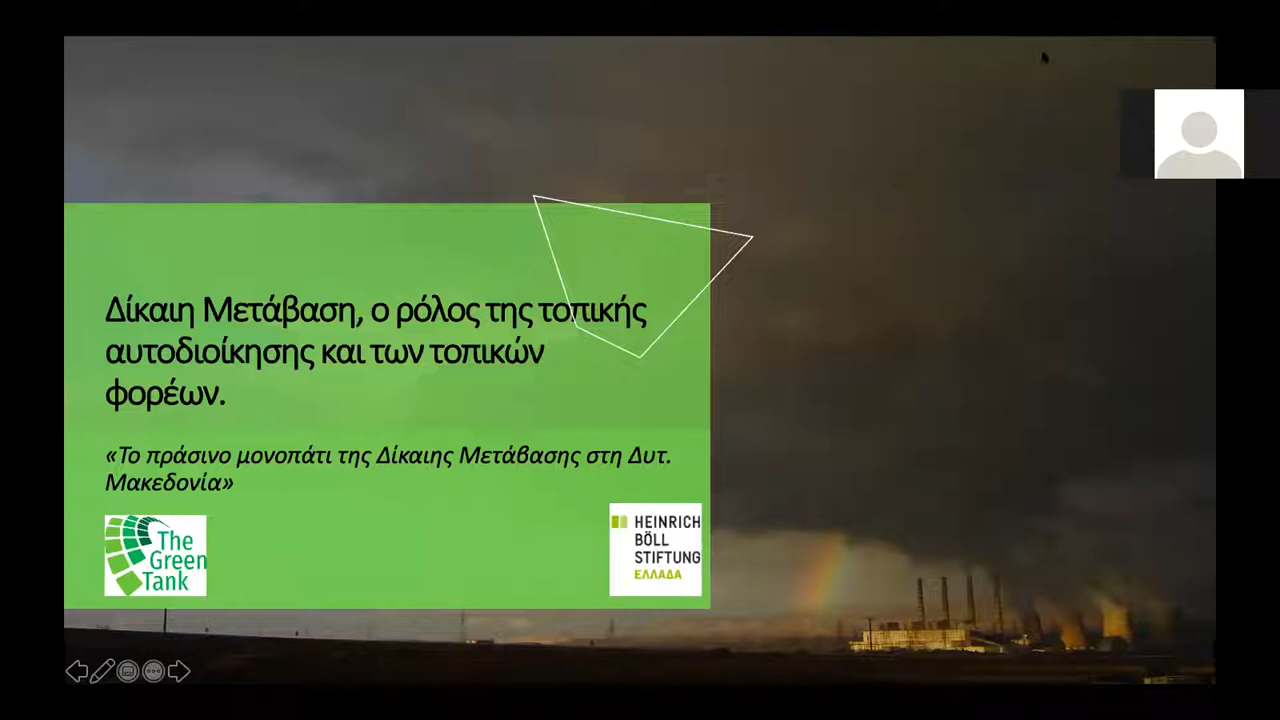 Δίκαιη Μετάβαση, ο ρόλος της τοπικής
αυτοδιοίκησης και των τοπικών
φορέων.
«Το πράσινο μονοπάτι της Δίκαιης Μετάβασης στη Δυτ.
Μακεδονία»
The
Green
Tank
HEINRICH
BÖLL
STIFTUNG
ΕΛΛΑΔΑ